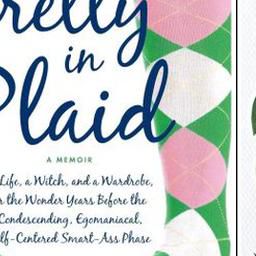 retty
in
Plaid
A MEMOIR
Life, a Witch, and a Wardrobe,
r the Wonder Years Before the
Condescending, Egomaniacal,
lf-Centered Smart-Ass Phase